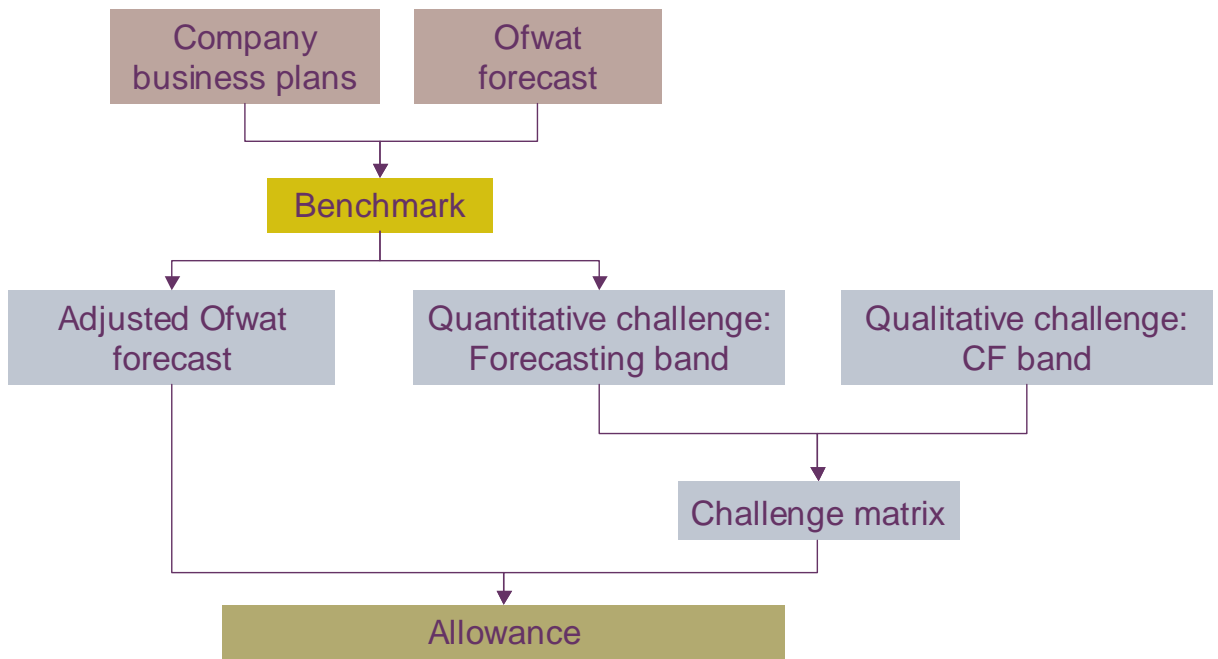 Company
business plans
Ofwat
forecast
Benchmark
Adjusted Ofwat
forecast
Quantitative challenge:
Forecasting band
Qualitative challenge:
CF band
Challenge matrix
Allowance